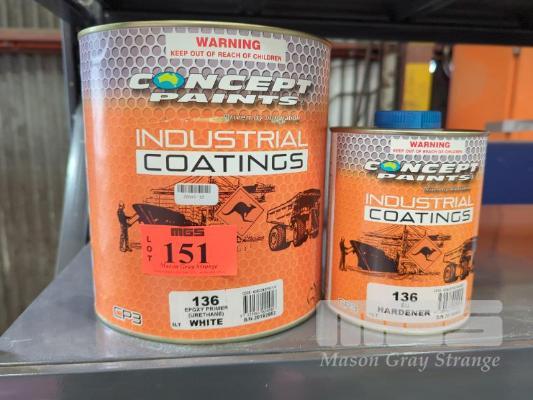 WARNING
KEEP OUT OF REACH OF CHILDREN
CONCEPT
PAINTS
INDUSTRIAL
COATINGS
MGS
LOT
151
Mason Gray Strange
136
EPOXY PRIMER
(URETHANE)
WHITE
CP3
WARNING
KEEP OUT OF REACH OF CHILDREN
CONCEPT
PAINTS
INDUSTRIAL
COATINGS
136
HARDENER
MGS
Mason Gray Strange